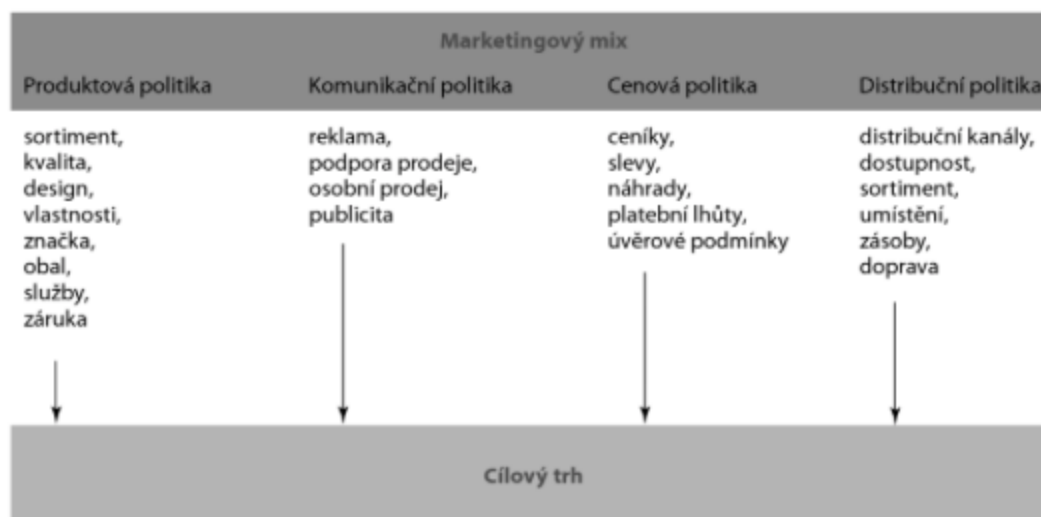 Marketingový mix
Produktová politika
Komunikační politika
Cenová politika
Distribuční politika
sortiment,
kvalita,
design,
vlastnosti,
značka,
obal,
služby,
záruka
reklama,
podpora prodeje,
osobní prodej,
publicita
ceníky,
slevy,
náhrady,
platební lhůty,
úvěrové podmínky
distribuční kanály,
dostupnost,
sortiment,
umístění,
zásoby,
doprava
Cílový trh